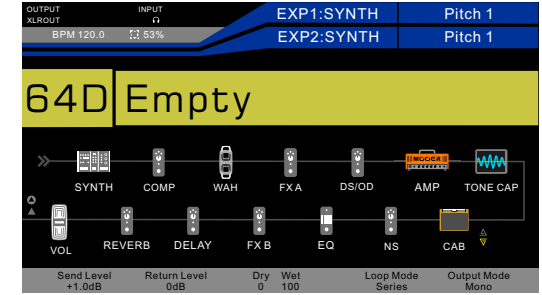 OUTPUT INPUT EXP1:SYNTH Pitch 1
XLROUT
BPM 120.0 53% EXP2:SYNTH Pitch 1
64D Empty
MOOER
SYNTH COMP WAH FX A DS/OD AMP TONE CAP
VOL REVERB DELAY FX B EQ NS CAB
Send Level Return Level Dry Wet Loop Mode Output Mode
+1.0dB 0dB 0 100 Series Mono